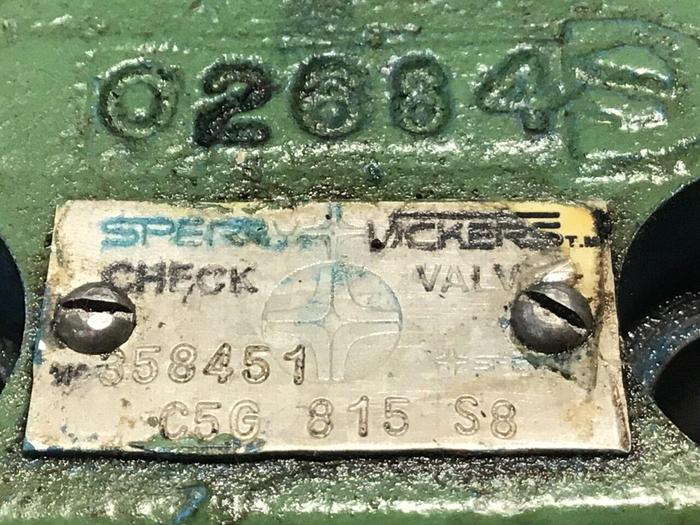 02684
SPERRY VICKERS T.M
CHECK VALV
358451
C5G 815 S8